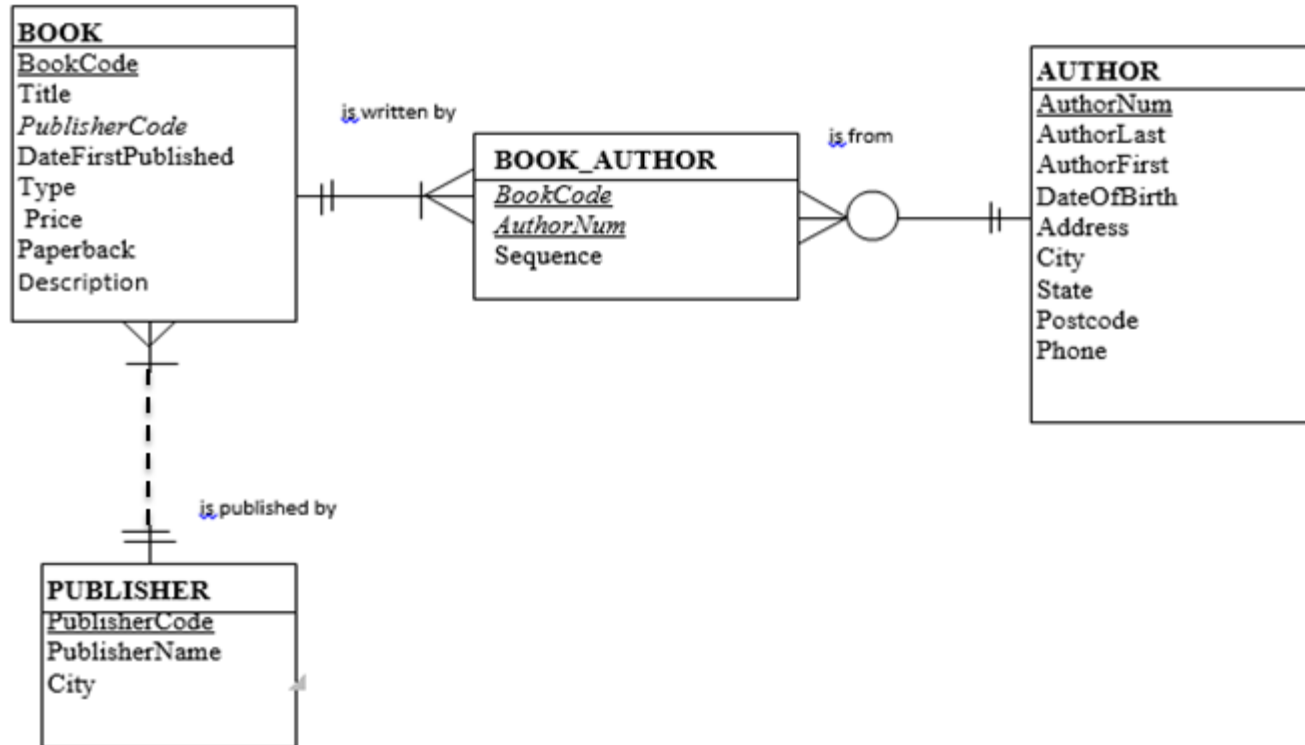 BOOK
BookCode
Title
PublisherCode
DateFirstPublished
Type
Price
Paperback
Description
is written by
BOOK_AUTHOR
BookCode
AuthorNum
Sequence
is from
AUTHOR
AuthorNum
AuthorLast
AuthorFirst
DateOfBirth
Address
City
State
Postcode
Phone
is published by
PUBLISHER
PublisherCode
PublisherName
City